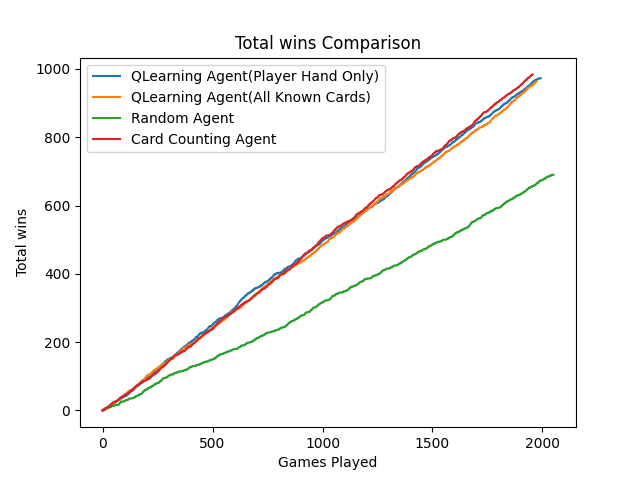 Total wins Comparison
QLearning Agent(Player Hand Only)
QLearning Agent(All Known Cards)
Random Agent
Card Counting Agent
1000
800
600
400
200
0
Total wins
0 500 1000 1500 2000
Games Played